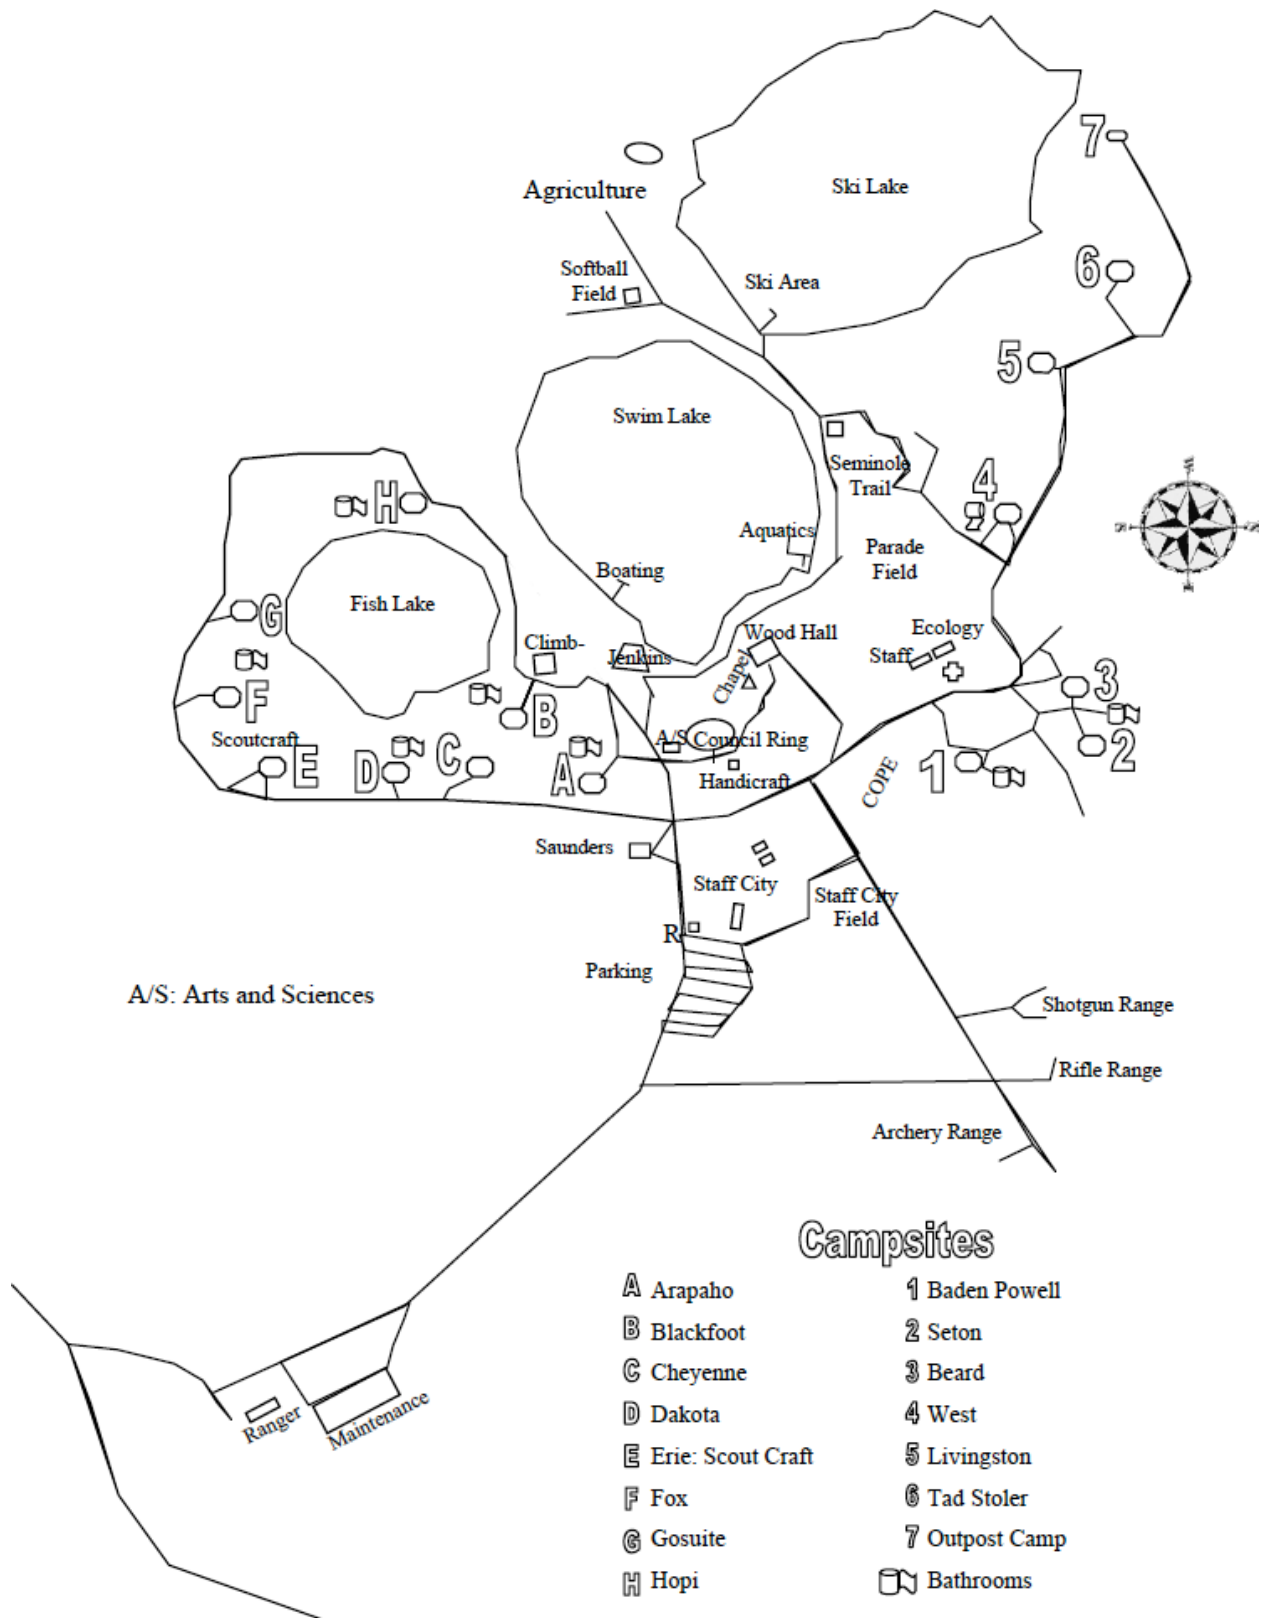 7
Ski Lake
Agriculture
6
Softball
Field
Ski Area
5
Swim Lake
Seminole
Trail
4
H
Aquatics
Parade
Field
W
S
E
Boating
Fish Lake
G
Climb-
Jenkins
Wood Hall
Ecology
Staff
Chapel
3
F
B
Scoutcraft
A/S
Council Ring
2
E
D
C
A
Handicraft
COPE
1
Saunders
Staff City
Staff City
Field
R
Parking
A/S: Arts and Sciences
Shotgun Range
Rifle Range
Archery Range
Ranger
Maintenance
Campsites
A Arapaho
B Blackfoot
C Cheyenne
D Dakota
E Erie: Scout Craft
F Fox
G Gosuite
H Hopi
1 Baden Powell
2 Seton
3 Beard
4 West
5 Livingston
6 Tad Stoler
7 Outpost Camp
Bathrooms